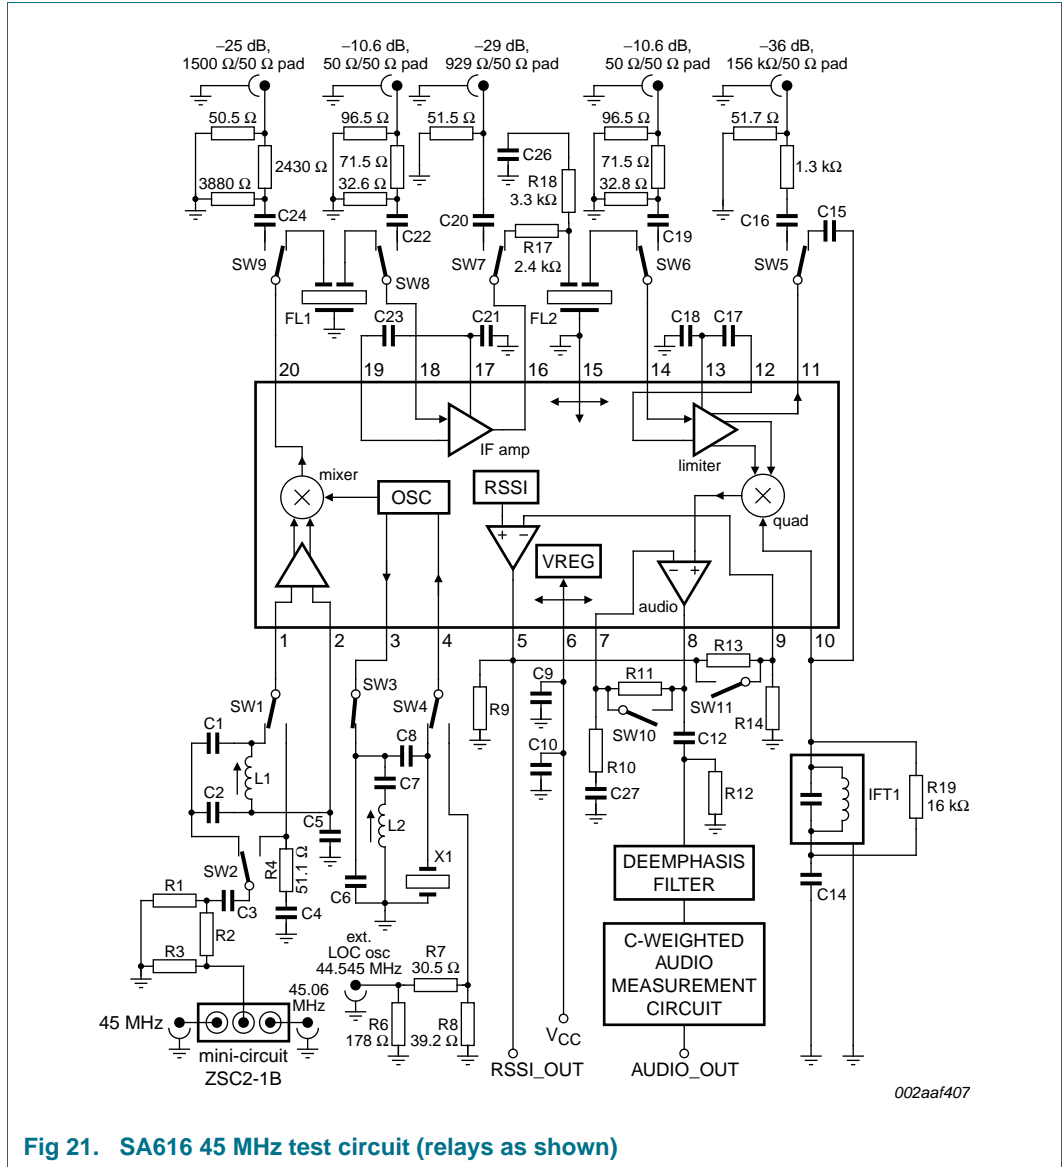 –25 dB,
1500 Ω/50 Ω pad
–10.6 dB,
50 Ω/50 Ω pad
–29 dB,
929 Ω/50 Ω pad
–10.6 dB,
50 Ω/50 Ω pad
–36 dB,
156 kΩ/50 Ω pad
50.5 Ω
96.5 Ω
51.5 Ω
96.5 Ω
51.7 Ω
2430 Ω
71.5 Ω
C26
71.5 Ω
1.3 kΩ
3880 Ω
32.6 Ω
R18
3.3 kΩ
32.8 Ω
C24
C22
C20
C19
C16
C15
R17
2.4 kΩ
SW9
SW8
SW7
SW6
SW5
FL1
FL2
C23
C21
C18
C17
20
19
18
17
16
15
14
13
12
11
IF amp
limiter
mixer
OSC
RSSI
quad
+
–
VREG
–
+
audio
1
2
3
4
5
6
7
8
9
10
SW1
SW3
SW4
R9
C9
R11
R13
SW11
R14
SW10
C1
L1
C8
C7
C10
C12
C2
C5
L2
R10
C27
R12
IFT1
R19
16 kΩ
SW2
R4
51.1 Ω
X1
C6
C14
DEEMPHASIS
FILTER
R1
C3
C4
R2
R3
ext.
LOC osc
44.545 MHz
R7
30.5 Ω
C-WEIGHTED
AUDIO
MEASUREMENT
CIRCUIT
45 MHz
45.06
MHz
R6
178 Ω
R8
39.2 Ω
mini-circuit
ZSC2-1B
VCC
RSSI_OUT
AUDIO_OUT
002aaf407
Fig 21. SA616 45 MHz test circuit (relays as shown)